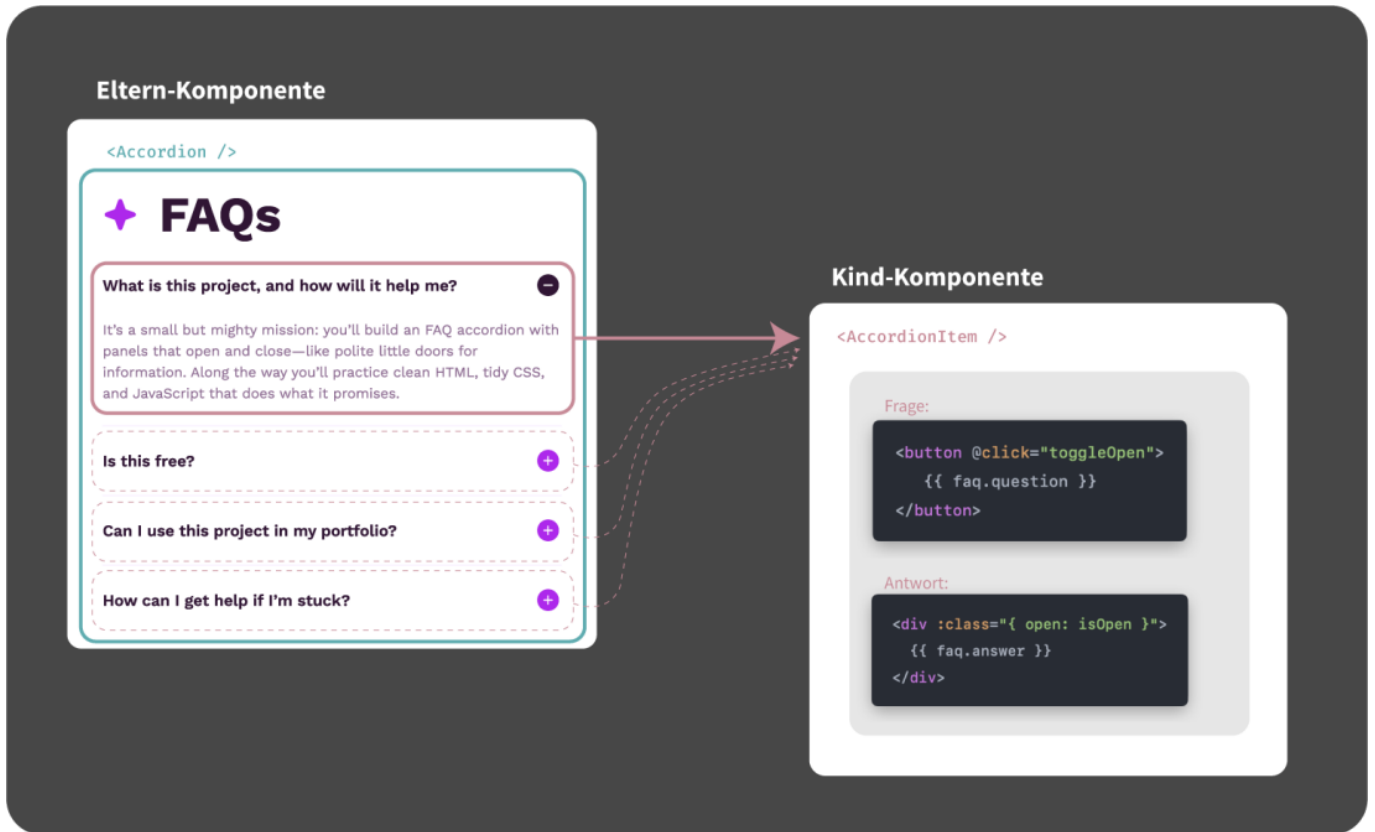 Eltern-Komponente
<Accordion />
FAQs
What is this project, and how will it help me?
It’s a small but mighty mission: you’ll build an FAQ accordion with
panels that open and close—like polite little doors for
information. Along the way you’ll practice clean HTML, tidy CSS,
and JavaScript that does what it promises.
Is this free?
Can I use this project in my portfolio?
How can I get help if I’m stuck?
Kind-Komponente
<AccordionItem />
Frage:
<button @click="toggleOpen">
{{ faq.question }}
</button>
Antwort:
<div :class="{ open: isOpen }">
{{ faq.answer }}
</div>